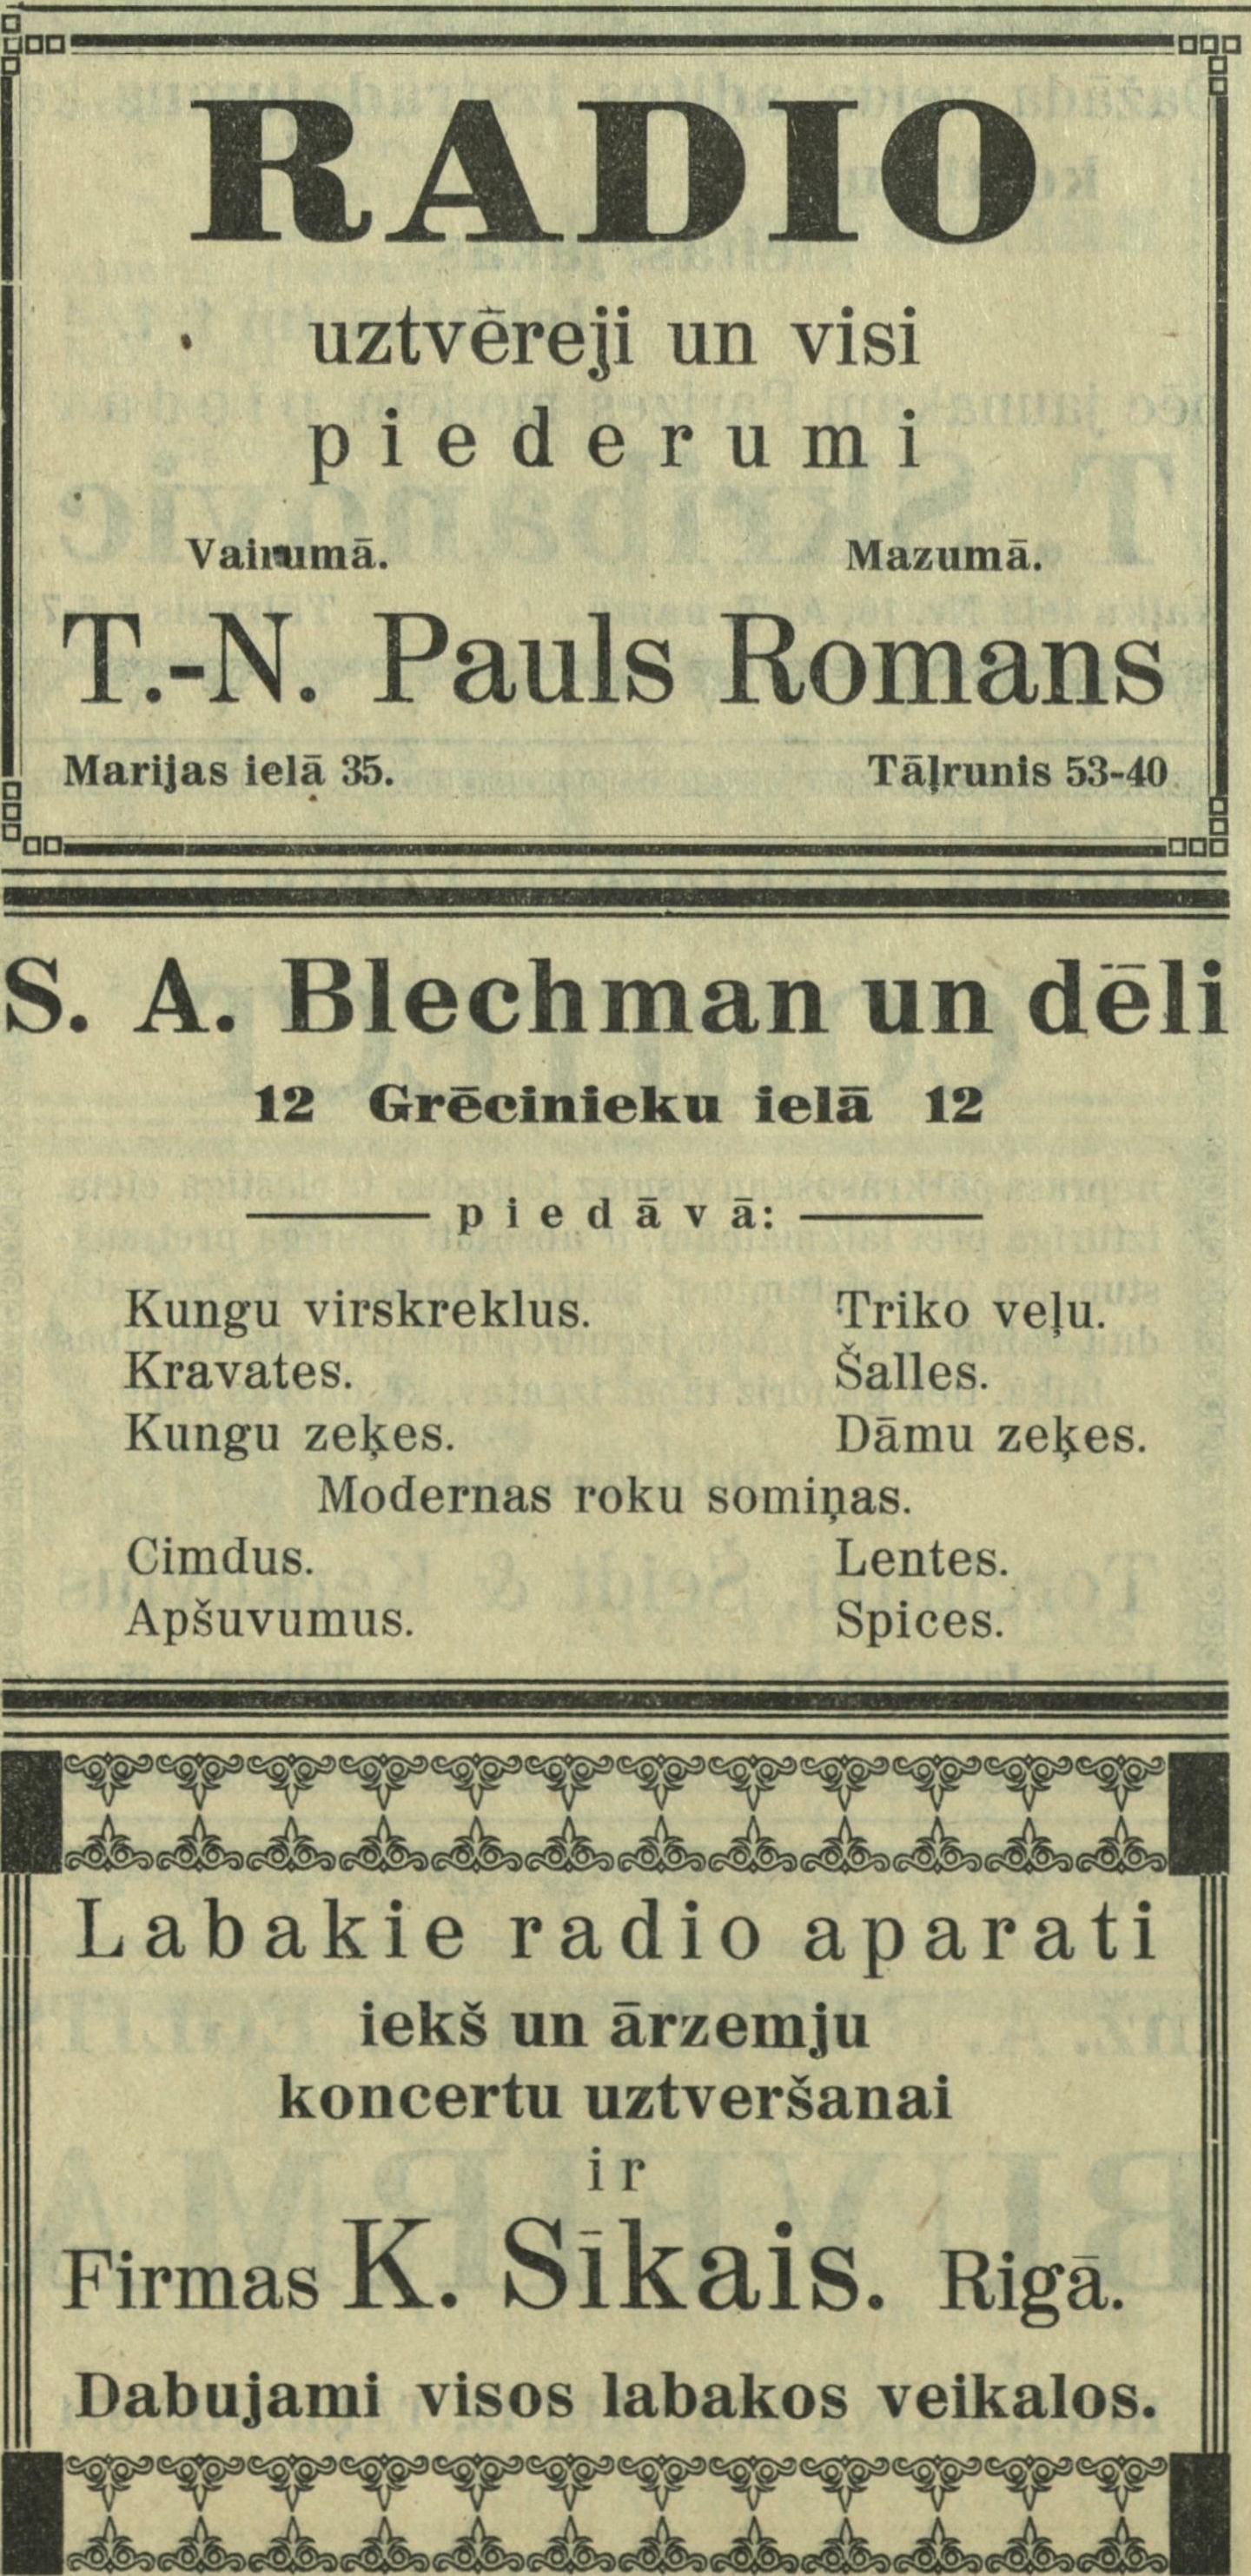 RADIO
uztvēreji un visi
piederumi
Vairumā. Mazumā.
T.-N. Pauls Romans
Marijas ielā 35. Tāļrunis 53-40
S. A. Blechman un dēli
12 Grēcinieku ielā 12
piedāvā:
Kungu virskreklus. Triko veļu.
Kravates. Šalles.
Kungu zeķes. Dāmu zeķes.
Modernas roku somiņas.
Cimdus. Lentes.
Apšuvumus. Spices.
Labakie radio aparati
iekš un ārzemju
koncertu uztveršanai
ir
Firmas K. Sīkais. Rigā.
Dabujami visos labakos veikalos.